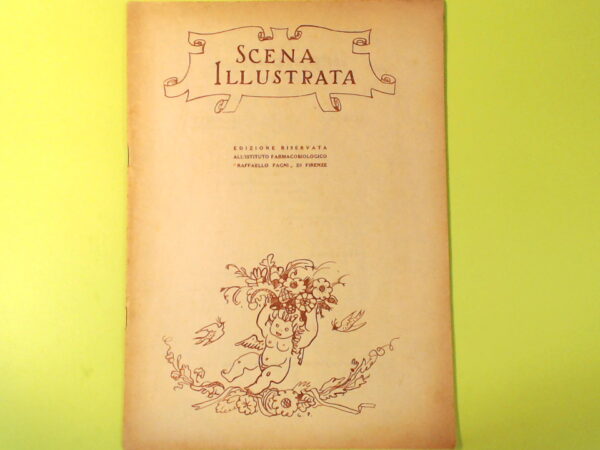 SCENA
ILLUSTRATA
EDIZIONE RISERVATA
ALL'ISTITUTO FARMACOBIOLOGICO
"RAFFAELLO FAGNI„ DI FIRENZE